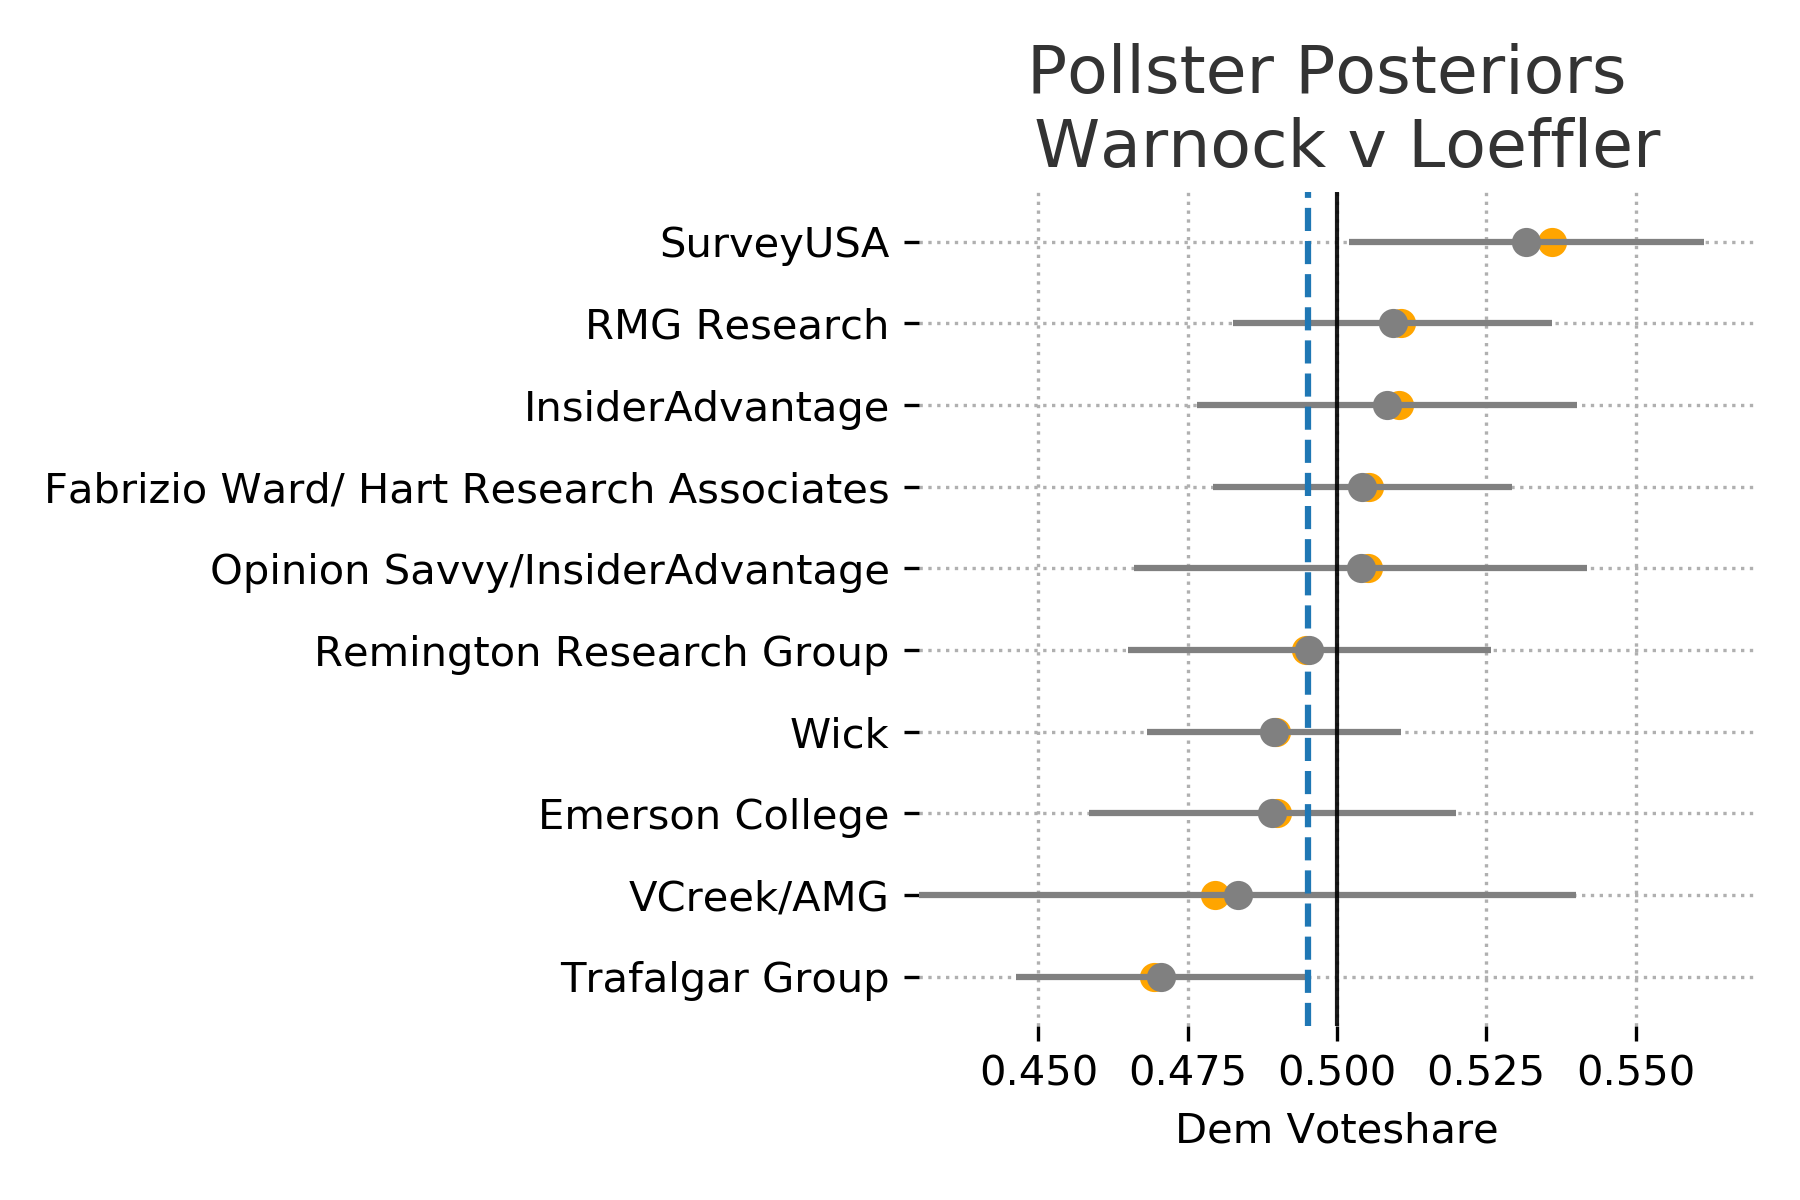 Pollster Posteriors
Warnock v Loeffler
SurveyUSA
RMG Research
InsiderAdvantage
Fabrizio Ward/ Hart Research Associates
Opinion Savvy/InsiderAdvantage
Remington Research Group
Wick
Emerson College
VCreek/AMG
Trafalgar Group
0.450 0.475 0.500 0.525 0.550
Dem Voteshare